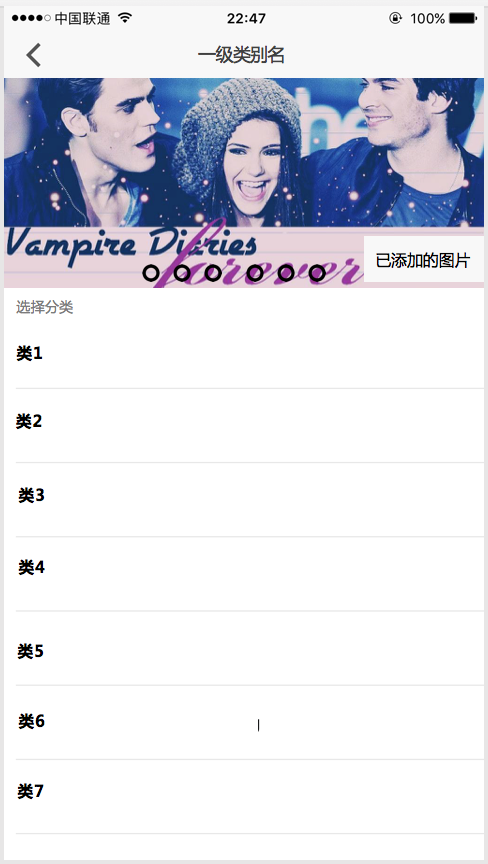 中国联通 22:47 100%
一级类别名
the
Vampire Diaries
forever
已添加的图片
选择分类
类1
类2
类3
类4
类5
类6
类7